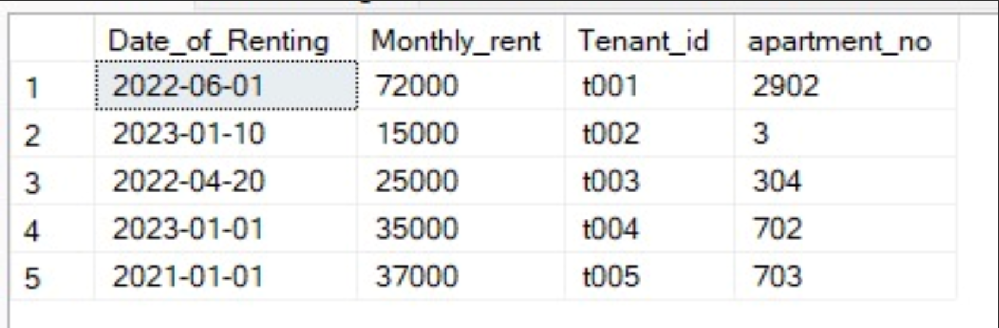 Date_of_Renting Monthly_rent Tenant_id apartment_no
1 2022-06-01 72000 t001 2902
2 2023-01-10 15000 t002 3
3 2022-04-20 25000 t003 304
4 2023-01-01 35000 t004 702
5 2021-01-01 37000 t005 703